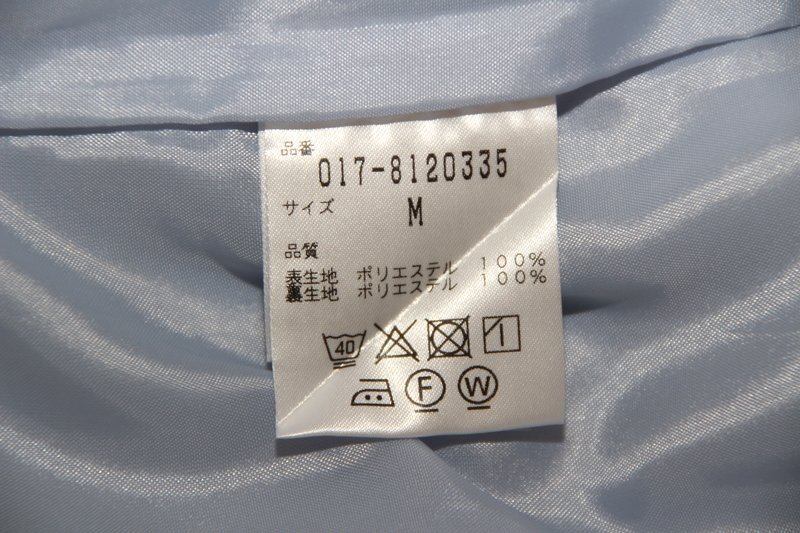 品番
017-8120335
サイズ M
品質
表生地 ポリエステル 100%
裏生地 ポリエステル 100%
40
F W